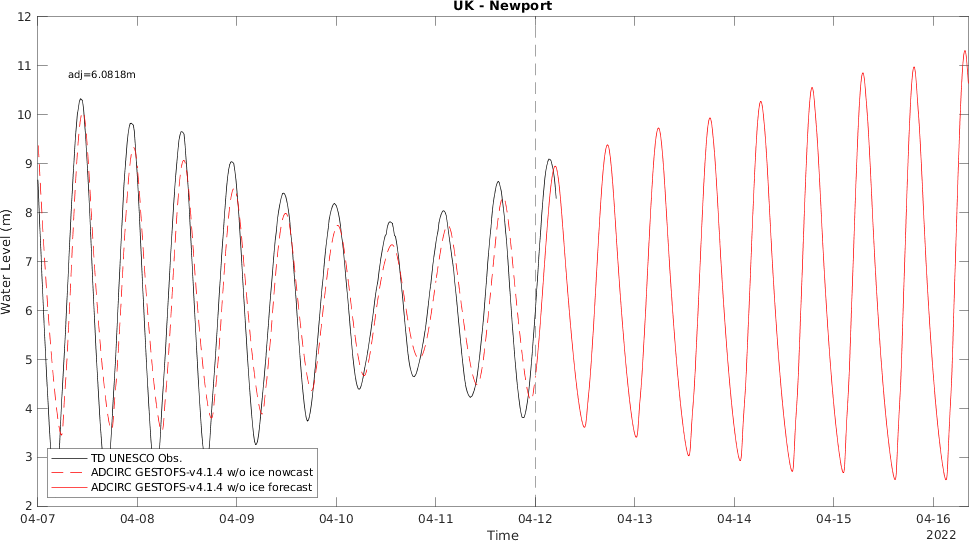 UK - Newport
adj=6.0818m
Water Level (m)
12
11
10
9
8
7
6
5
4
3
2
TD UNESCO Obs.
ADCIRC GESTOFS-v4.1.4 w/o ice nowcast
ADCIRC GESTOFS-v4.1.4 w/o ice forecast
04-07 04-08 04-09 04-10 04-11 04-12 04-13 04-14 04-15 04-16
Time
2022